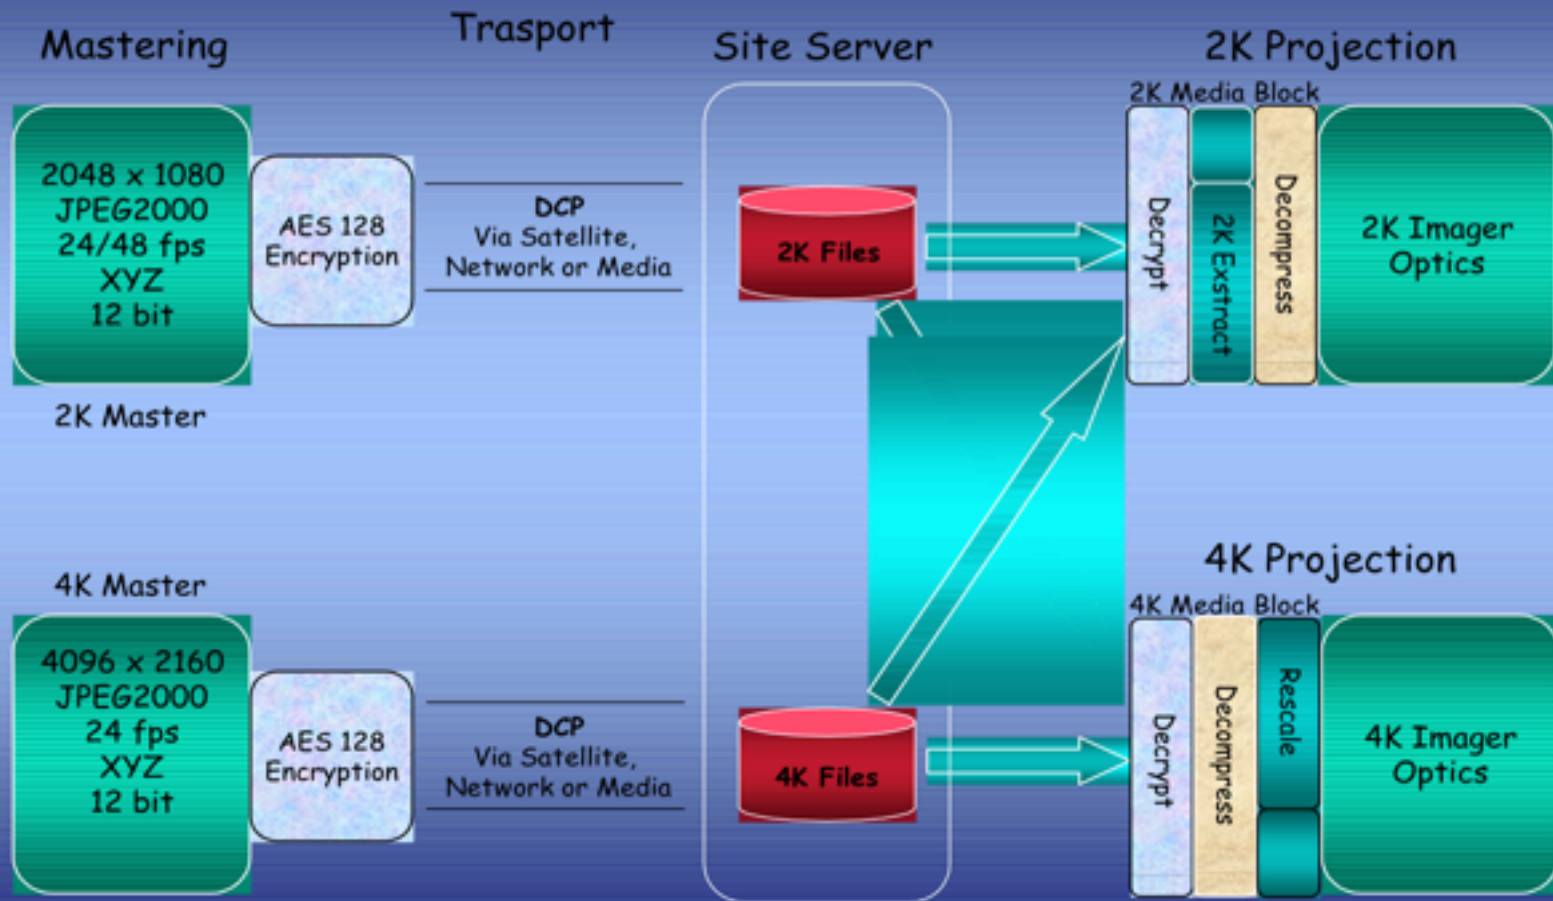 Mastering
Trasport
Site Server
2K Projection
2K Media Block
2048 x 1080
JPEG2000
24/48 fps
XYZ
12 bit
AES 128
Encryption
DCP
Via Satellite,
Network or Media
2K Files
Decrypt
2K Exstract
Decompress
2K Imager
Optics
2K Master
4K Master
4K Projection
4K Media Block
4096 x 2160
JPEG2000
24 fps
XYZ
12 bit
AES 128
Encryption
DCP
Via Satellite,
Network or Media
4K Files
Decrypt
Decompress
Rescale
4K Imager
Optics